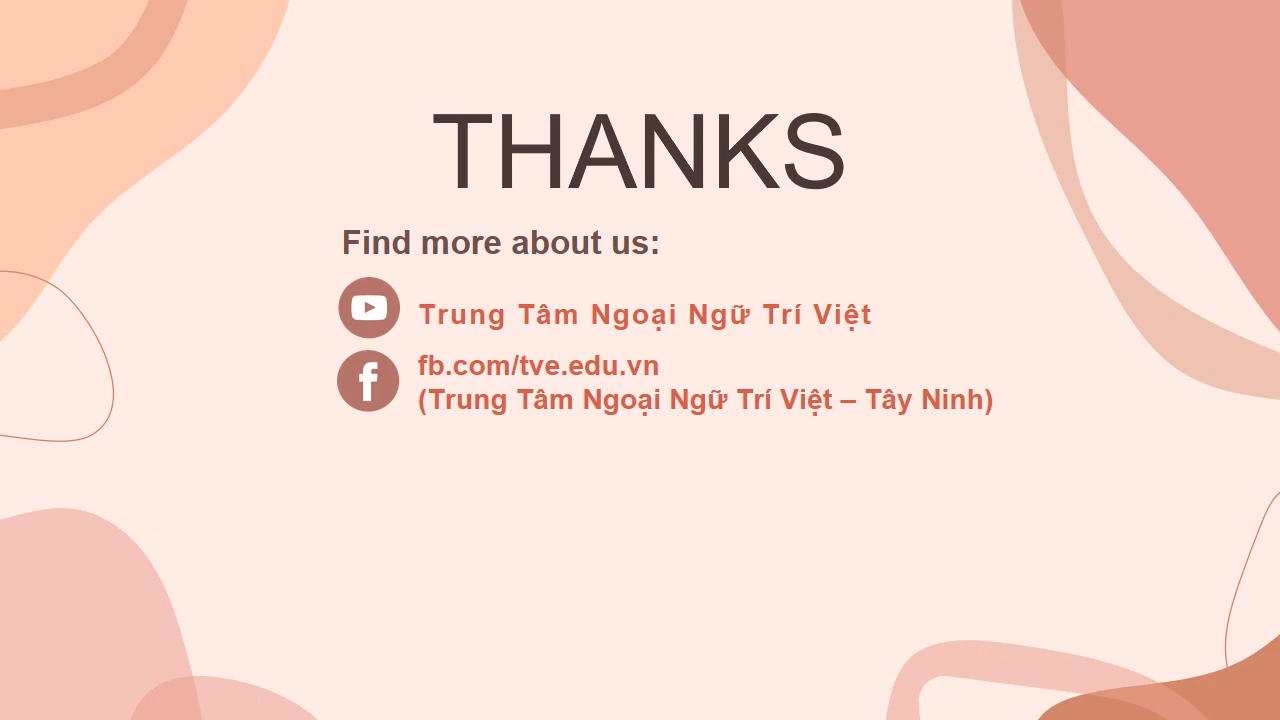 THANKS
Find more about us:
Trung Tâm Ngoại Ngữ Trí Việt
fb.com/tve.edu.vn
(Trung Tâm Ngoại Ngữ Trí Việt – Tây Ninh)